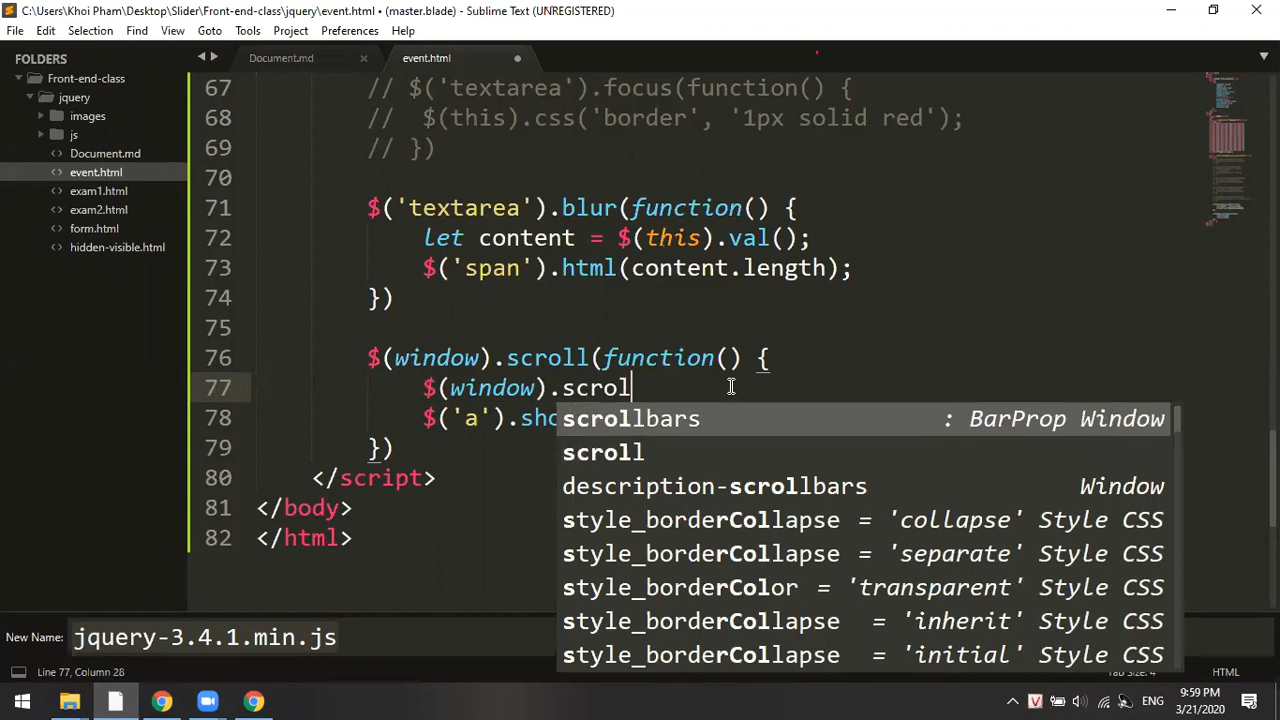 C:\Users\Khoi Pham\Desktop\Slider\Front-end-class\jquery\event.html • (master.blade) - Sublime Text (UNREGISTERED)
File Edit Selection Find View Goto Tools Project Preferences Help
FOLDERS
Front-end-class
jquery
images
js
Document.md
event.html
exam1.html
exam2.html
form.html
hidden-visible.html
Document.md event.html
67 // $('textarea').focus(function() {
68 // $(this).css('border', '1px solid red');
69 // })
70
71 $('textarea').blur(function() {
72 let content = $(this).val();
73 $('span').html(content.length);
74 })
75
76 $(window).scroll(function() {
77 $(window).scrol
78 $('a').sho
79 })
80 </script>
81 </body>
82 </html>
scrollbars : BarProp Window
scroll
description-scrollbars Window
style_borderCollapse = 'collapse' Style CSS
style_borderCollapse = 'separate' Style CSS
style_borderColor = 'transparent' Style CSS
style_borderCollapse = 'inherit' Style CSS
style_borderCollapse = 'initial' Style CSS
New Name: jquery-3.4.1.min.js
Line 77, Column 28
HTML
ENG
9:59 PM
3/21/2020